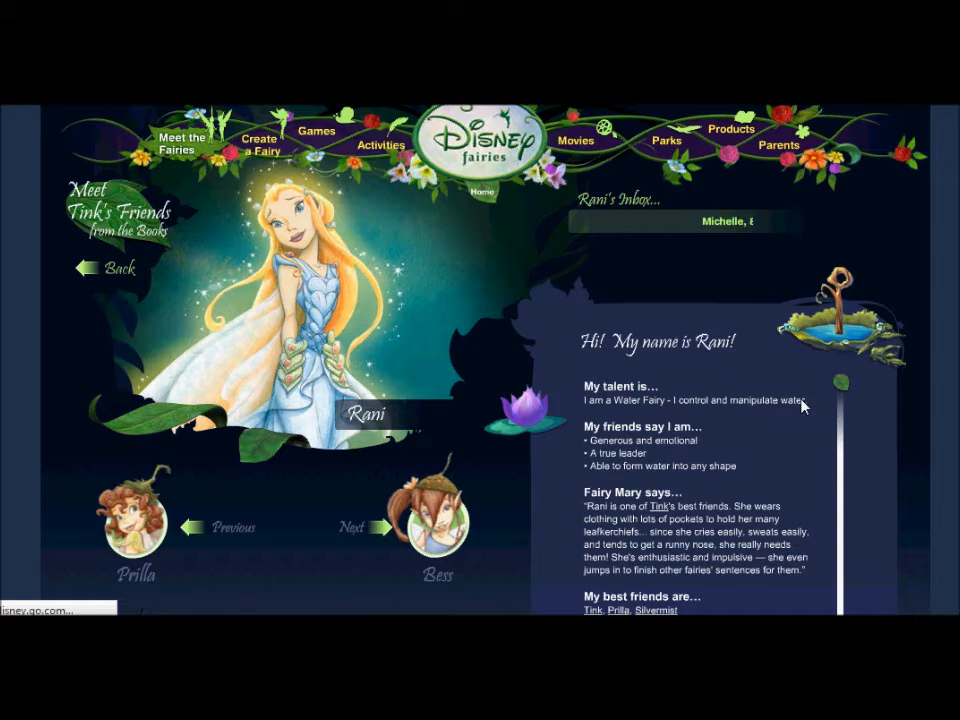 Meet the
Fairies
Create
a Fairy
Games
Activities
Disney
fairies
Home
Movies
Parks
Products
Parents
Meet
Tink's Friends
from the Books
Back
Rani's Inbox...
Michelle,
Hi! My name is Rani!
My talent is...
I am a Water Fairy - I control and manipulate water.
My friends say I am...
• Generous and emotional
• A true leader
• Able to form water into any shape
Fairy Mary says...
"Rani is one of Tink's best friends. She wears
clothing with lots of pockets to hold her many
leafkerchiefs... since she cries easily, sweats easily,
and tends to get a runny nose, she really needs
them! She's enthusiastic and impulsive — she even
jumps in to finish other fairies' sentences for them."
My best friends are...
Tink, Prilla, Silvermist
Rani
Previous
Next
Prilla
Bess
isney.go.com...